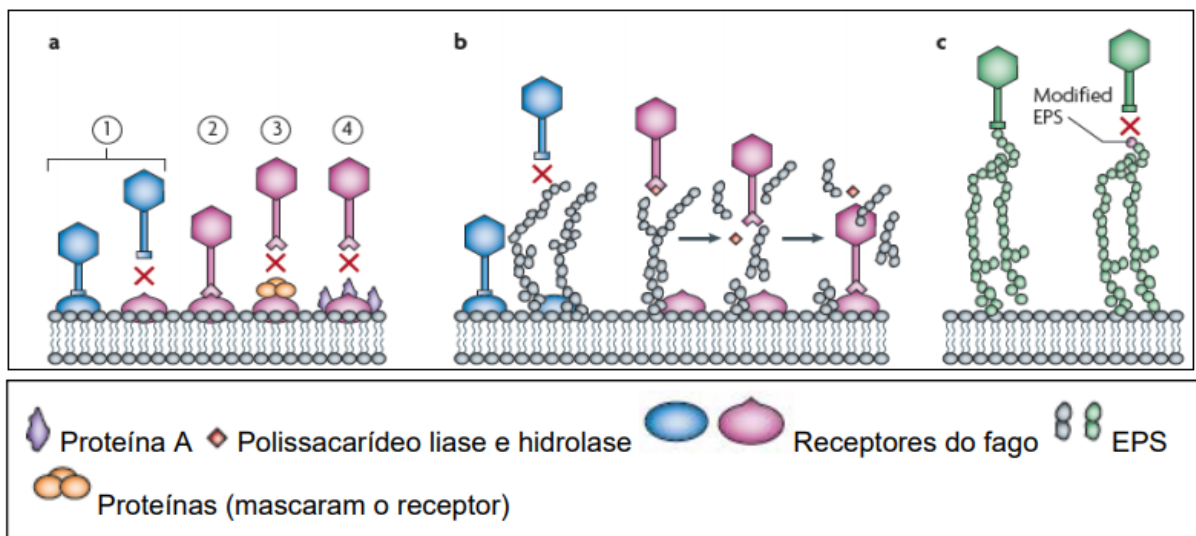 a
b
c
1 2 3 4
Modified
EPS
Proteína A Polissacarídeo liase e hidrolase Receptores do fago EPS
Proteínas (mascaram o receptor)